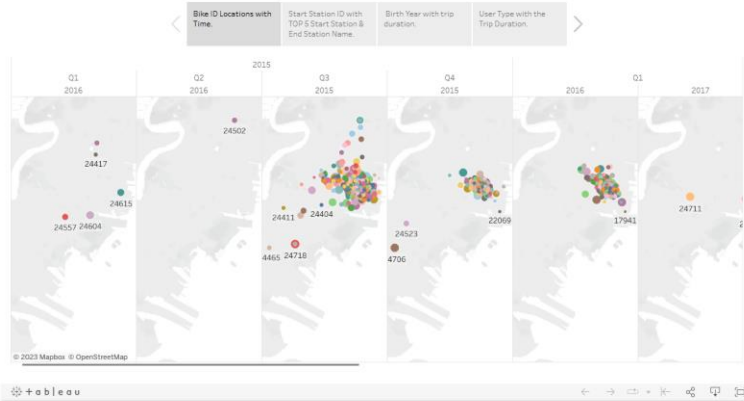 Bike ID Locations with
Time.
Start Station ID with
TOP 5 Start Station &
End Station Name.
Birth Year with trip
duration.
User Type with the
Trip Duration.
2015
Q1
Q2
Q3
Q4
Q1
2016
2016
2015
2015
2016
2017
24417
24615
24557
24604
24502
24411
24404
4465
24718
22069
24523
4706
17941
24711
© 2023 Mapbox © OpenStreetMap
+ a b l e a u